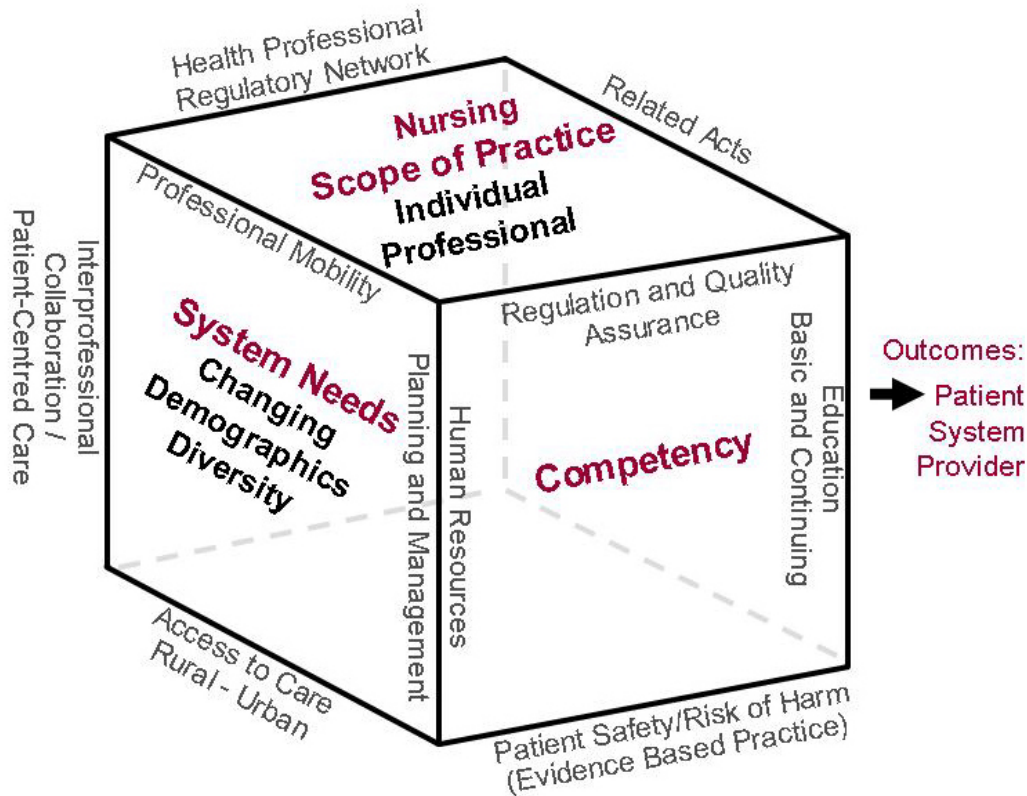 Health Professional
Regulatory Network
Related Acts
Nursing
Scope of Practice
Individual
Professional
Professional Mobility
Regulation and Quality
Assurance
Interprofessional
Collaboration /
Patient-Centred Care
System Needs
Changing
Demographics
Diversity
Planning and Management
Human Resources
Competency
Education
Basic and Continuing
Outcomes:
Patient
System
Provider
Access to Care
Rural - Urban
Patient Safety/Risk of Harm
(Evidence Based Practice)